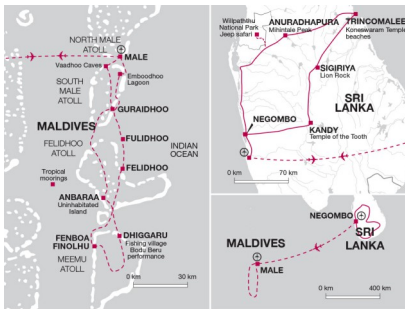 NORTH MALE
ATOLL
MALE
Vaadhoo Caves
Emboodhoo
Lagoon
SOUTH
MALE
ATOLL
GURAIDHOO
MALDIVES
FULIDHOO
FELIDHOO
ATOLL
INDIAN
OCEAN
FELIDHOO
Tropical
moorings
ANBARAA
Uninhabitated
Island
FENBOA
FINOLHU
DHIGGARU
Fishing village
Bodu Beru
performance
MEEMU
ATOLL
0 km 30 km
Willpaththu
National Park
Jeep safari
ANURADHAPURA
Mihintale Peak
TRINCOMALEE
Koneswaram Temple
beaches
SIGIRIYA
Lion Rock
SRI
LANKA
NEGOMBO
KANDY
Temple of the Tooth
0 km 70 km
NEGOMBO
SRI
LANKA
MALDIVES
MALE
0 km 400 km